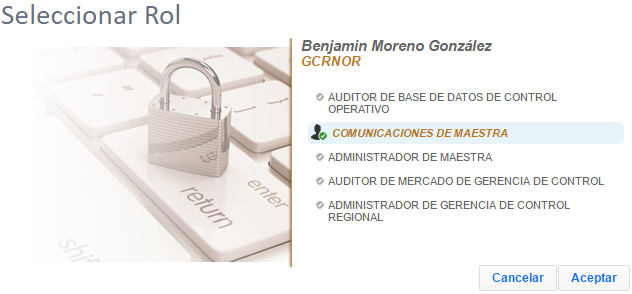 Seleccionar Rol
Benjamin Moreno González
GCRNOR
AUDITOR DE BASE DE DATOS DE CONTROL
OPERATIVO
COMUNICACIONES DE MAESTRA
ADMINISTRADOR DE MAESTRA
AUDITOR DE MERCADO DE GERENCIA DE CONTROL
ADMINISTRADOR DE GERENCIA DE CONTROL
REGIONAL
enter
return
shift
Cancelar
Aceptar